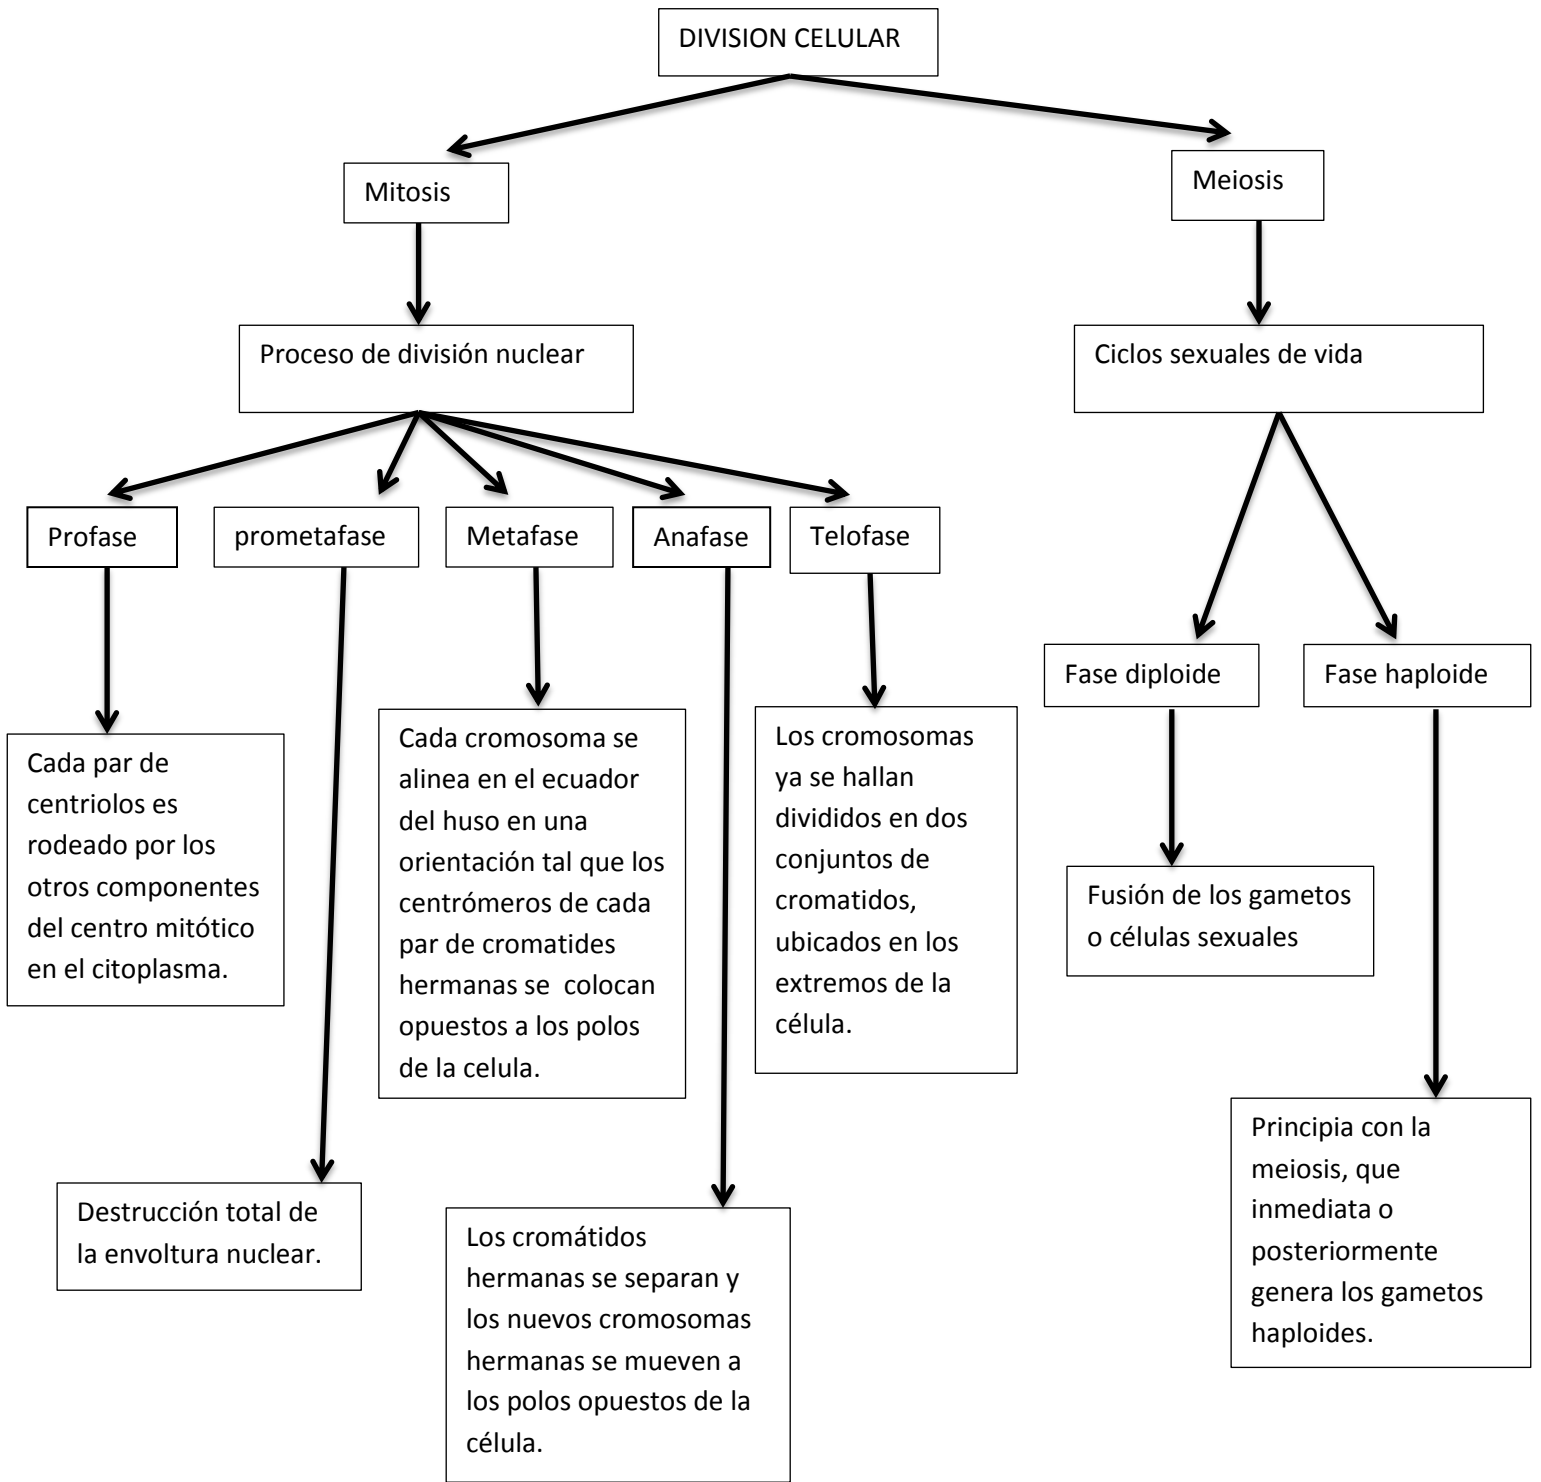 DIVISION CELULAR
Mitosis
Meiosis
Proceso de división nuclear
Ciclos sexuales de vida
Profase
prometafase
Metafase
Anafase
Telofase
Fase diploide
Fase haploide
Cada par de
centriolos es
rodeado por los
otros componentes
del centro mitótico
en el citoplasma.
Cada cromosoma se
alinea en el ecuador
del huso en una
orientación tal que los
centrómeros de cada
par de cromatides
hermanas se  colocan
opuestos a los polos
de la celula.
Los cromosomas
ya se hallan
divididos en dos
conjuntos de
cromatidos,
ubicados en los
extremos de la
célula.
Fusión de los gametos
o células sexuales
Destrucción total de
la envoltura nuclear.
Los cromátidos
hermanas se separan y
los nuevos cromosomas
hermanas se mueven a
los polos opuestos de la
célula.
Principia con la
meiosis, que
inmediata o
posteriormente
genera los gametos
haploides.